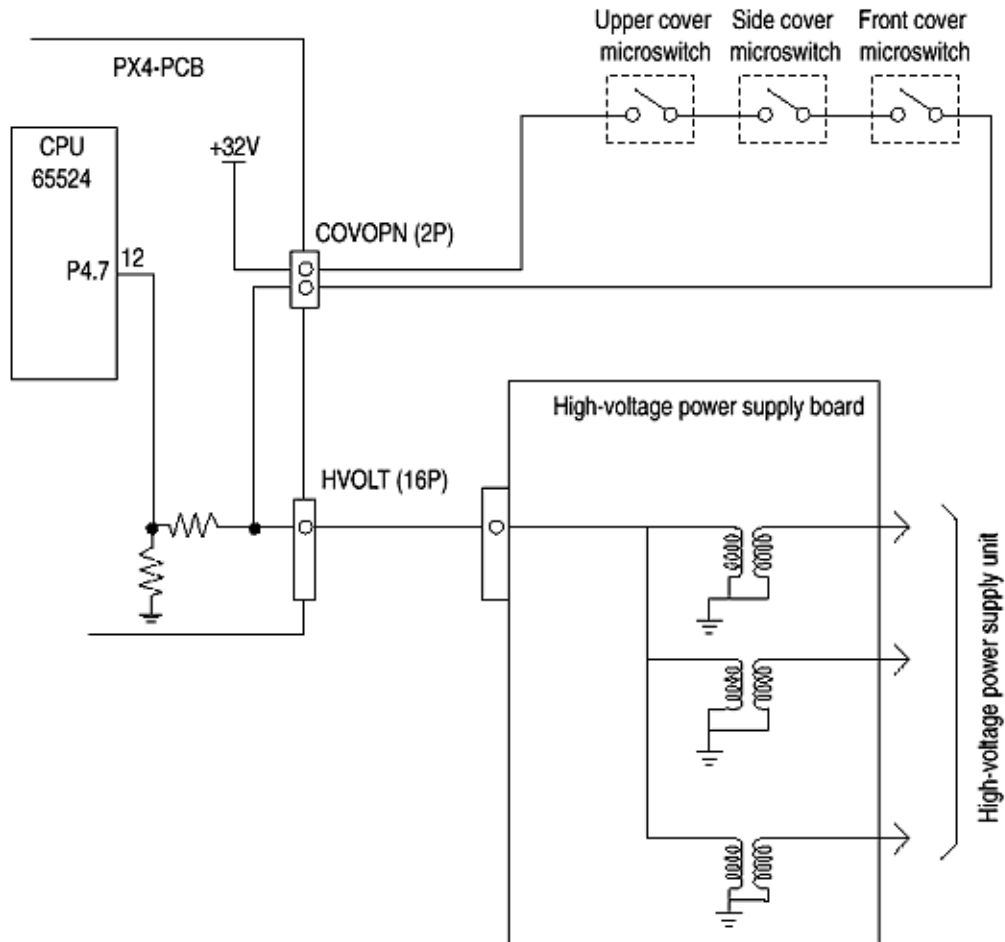 Upper cover microswitch
Side cover microswitch
Front cover microswitch
PX4-PCB
CPU
65524
+32V
COVOPN (2P)
P4.7
12
High-voltage power supply board
HVOLT (16P)
High-voltage power supply unit